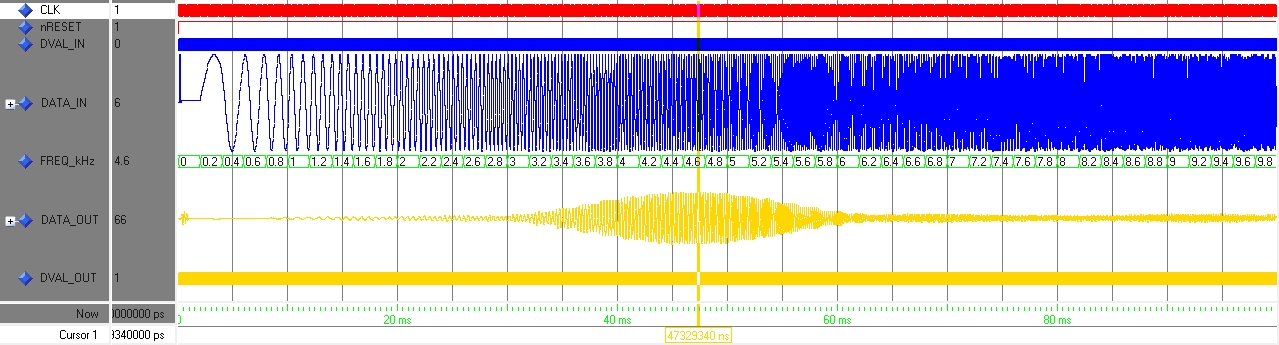 CLK 1
nRESET 1
DVAL_IN 0
DATA_IN 6
FREQ_kHz 4.6 0 0.2 0.4 0.6 0.8 1 1.2 1.4 1.6 1.8 2 2.2 2.4 2.6 2.8 3 3.2 3.4 3.6 3.8 4 4.2 4.4 4.6 4.8 5 5.2 5.4 5.6 5.8 6 6.2 6.4 6.6 6.8 7 7.2 7.4 7.6 7.8 8 8.2 8.4 8.6 8.8 9 9.2 9.4 9.6 9.8
DATA_OUT 66
DVAL_OUT 1
Now 0000000 ps 20 ms 40 ms 60 ms 80 ms
Cursor 1 9340000 ps 47329340 ns